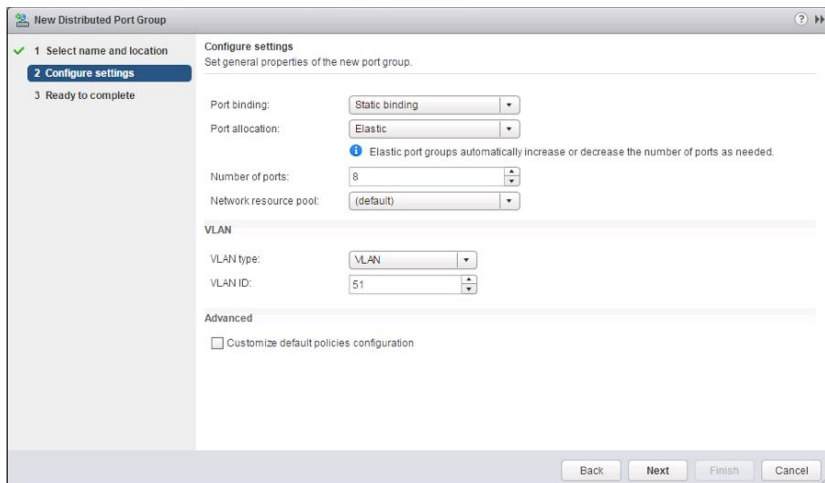 New Distributed Port Group
?
1 Select name and location
2 Configure settings
3 Ready to complete
Configure settings
Set general properties of the new port group.
Port binding:
Static binding
Port allocation:
Elastic
Elastic port groups automatically increase or decrease the number of ports as needed.
Number of ports:
8
Network resource pool:
(default)
VLAN
VLAN type:
VLAN
VLAN ID:
51
Advanced
Customize default policies configuration
Back
Next
Finish
Cancel